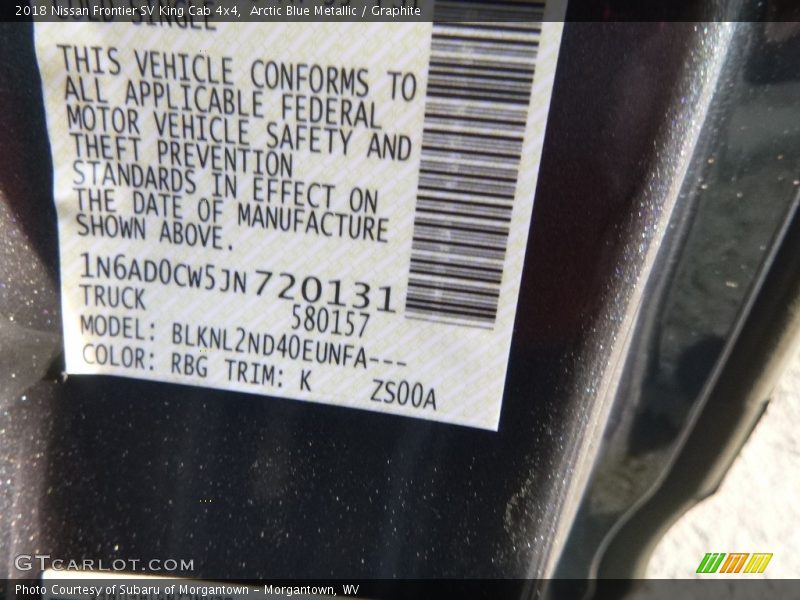 2018 Nissan Frontier SV King Cab 4x4, Arctic Blue Metallic / Graphite
SINGLE
THIS VEHICLE CONFORMS TO
ALL APPLICABLE FEDERAL
MOTOR VEHICLE SAFETY AND
THEFT PREVENTION
STANDARDS IN EFFECT ON
THE DATE OF MANUFACTURE
SHOWN ABOVE.
1N6AD0CW5JN720131
TRUCK
580157
MODEL: BLKNL2ND40EUNFA---
COLOR: RBG TRIM: K ZS00A
GTCARLOT.COM
Photo Courtesy of Subaru of Morgantown - Morgantown, WV